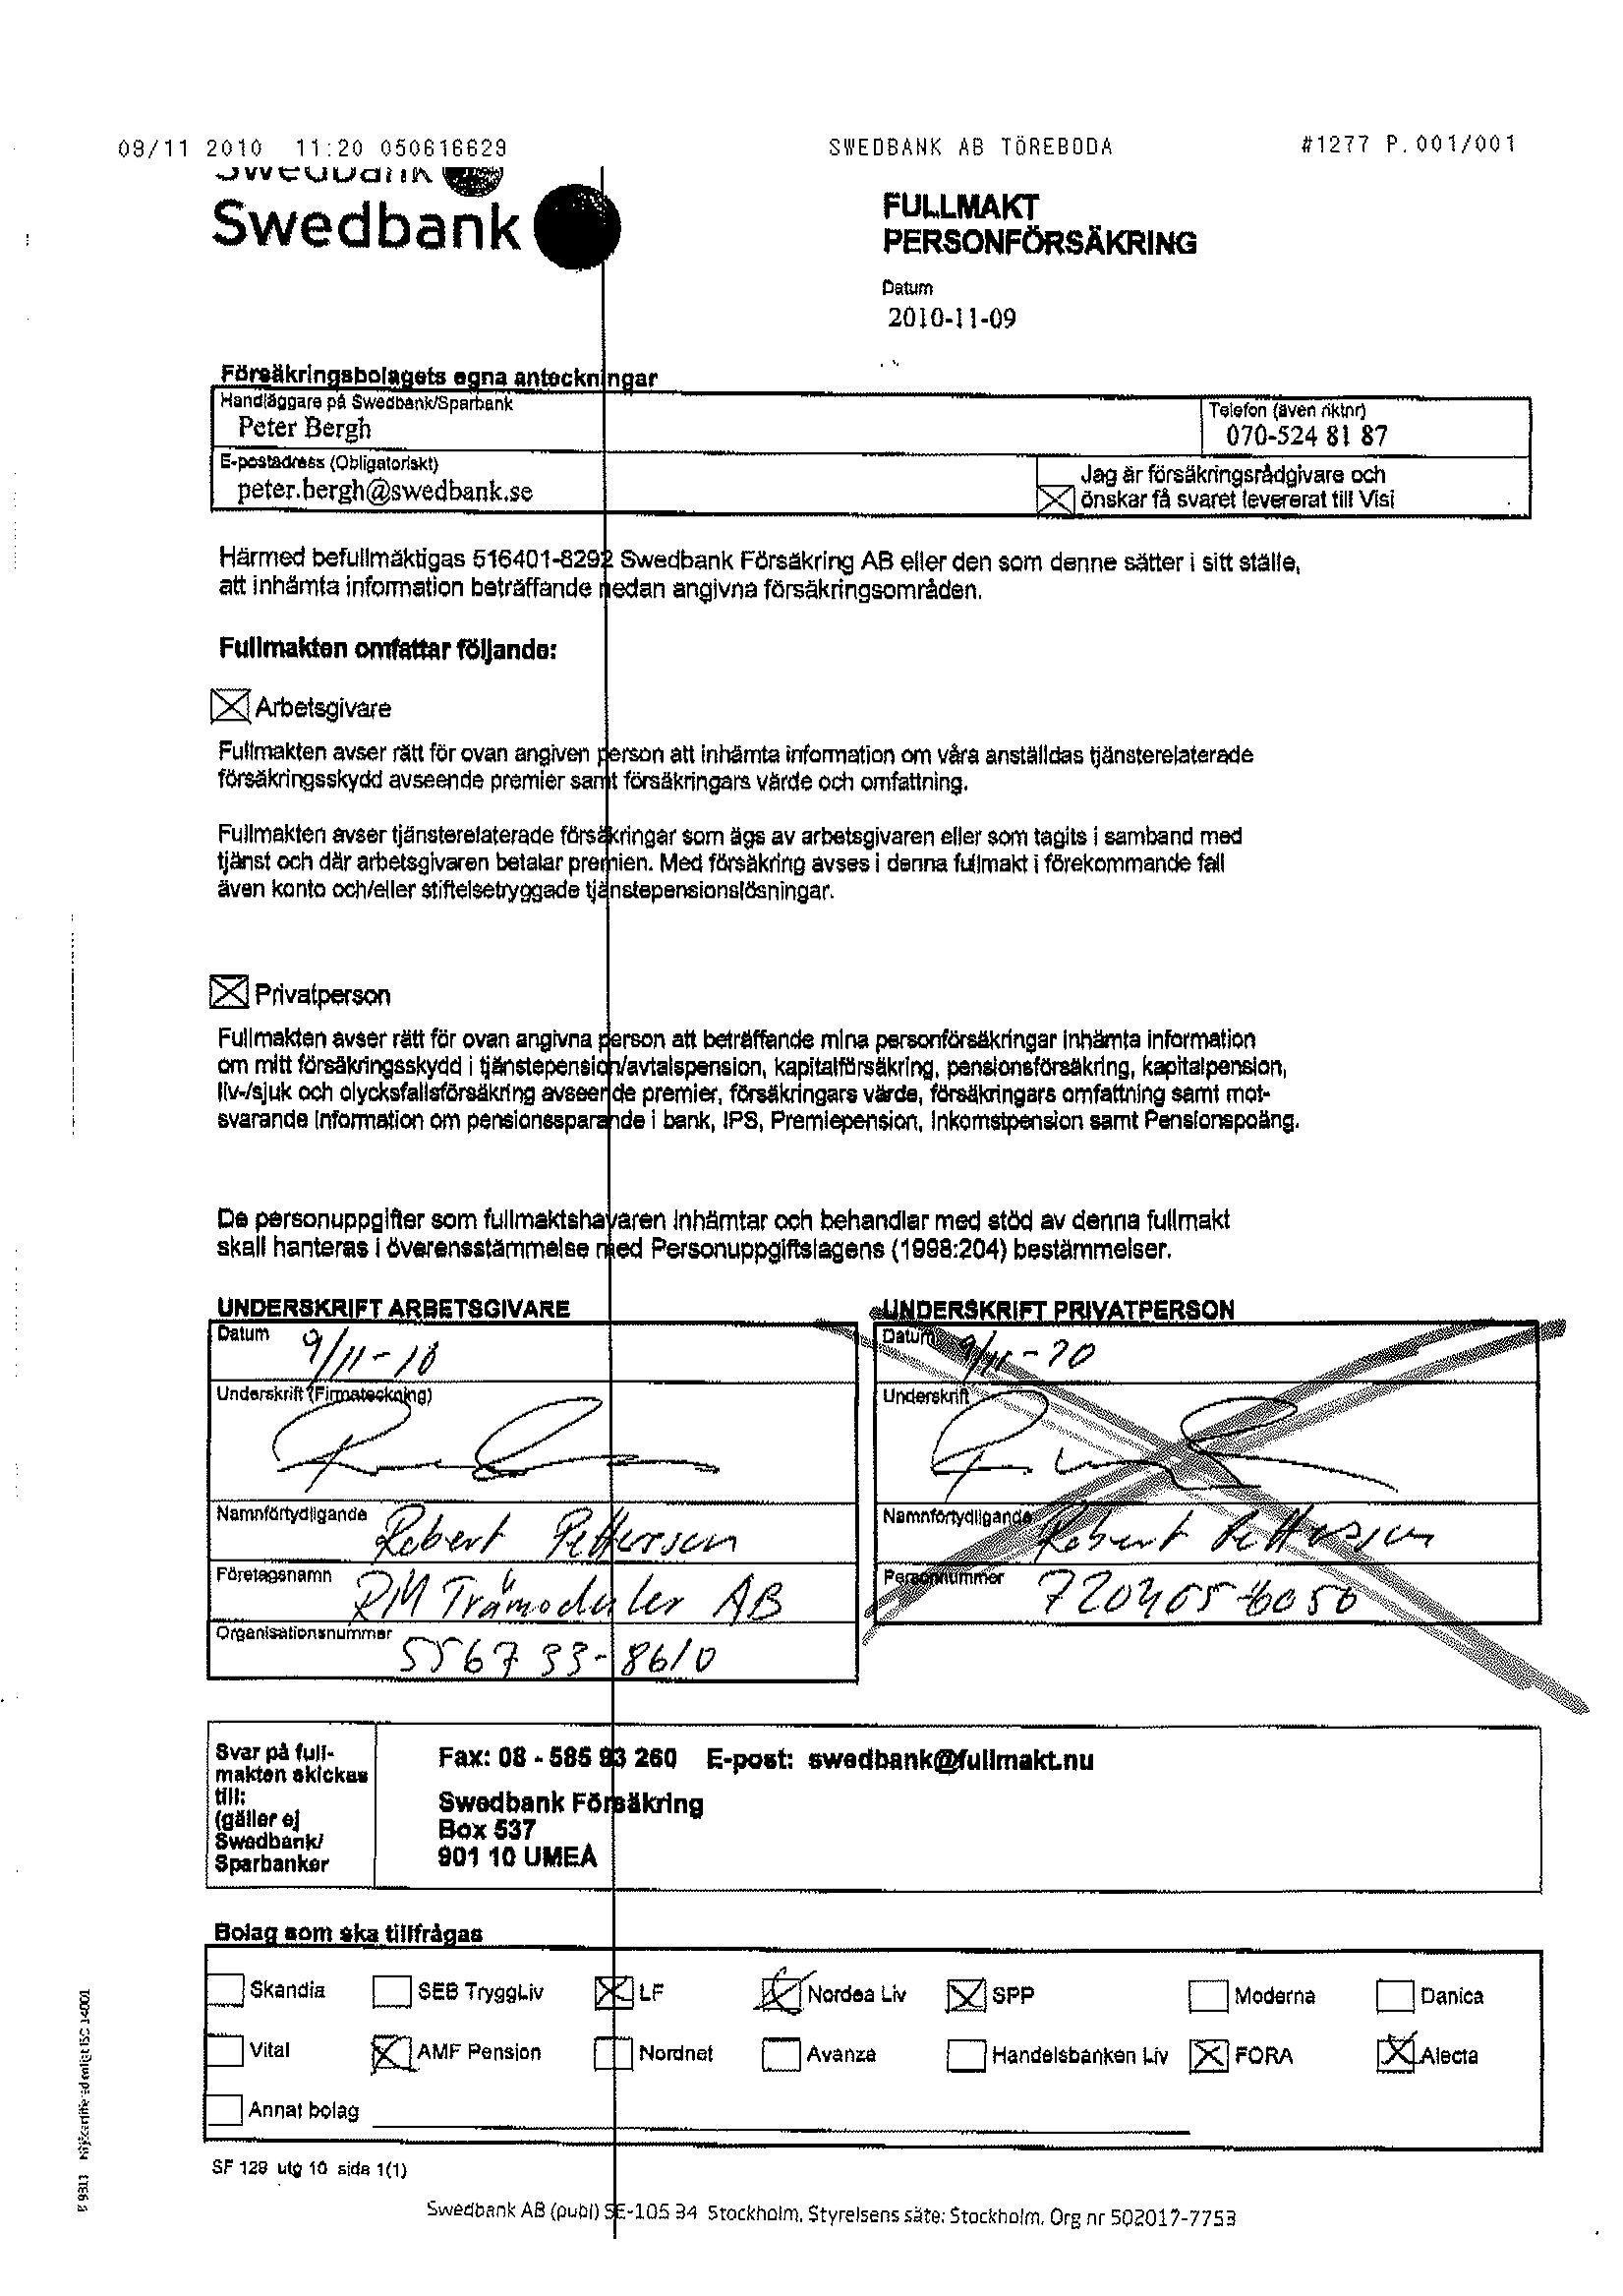 09/11 2010 11:20 050616629 SWEDBANK AB TÖREBODA #1277 P.001/001
Swedbank
Swedbank
FULLMAKT
PERSONFÖRSÄKRING
Datum
2010-11-09
Försäkringsbolagets egna anteckningar
Handläggare på Swedbank/Sparbank
Peter Bergh
Telefon (även riktnr)
070-524 81 87
E-postadress (Obligatoriskt)
peter.bergh@swedbank.se
Jag är försäkringsrådgivare och
önskar få svaret levererat till Visi
Härmed befullmäktigas 516401-8292 Swedbank Försäkring AB eller den som denne sätter i sitt ställe,
att inhämta information beträffande nedan angivna försäkringsområden.
Fullmakten omfattar följande:
Arbetsgivare
Fullmakten avser rätt för ovan angiven person att inhämta information om våra anställdas tjänsterelaterade
försäkringsskydd avseende premier samt försäkringars värde och omfattning.
Fullmakten avser tjänsterelaterade försäkringar som ägs av arbetsgivaren eller som tagits i samband med
tjänst och där arbetsgivaren betalar premien. Med försäkring avses i denna fullmakt i förekommande fall
även konto och/eller stiftelsetryggade tjänstepensionslösningar.
Privatperson
Fullmakten avser rätt för ovan angivna person att beträffande mina personförsäkringar inhämta information
om mitt försäkringsskydd i tjänstepension/avtalspension, kapitalförsäkring, pensionsförsäkring, kapitalpension,
liv-/sjuk och olycksfallsförsäkring avseende premier, försäkringars värde, försäkringars omfattning samt mot-
svarande information om pensionssparande i bank, IPS, Premiepension, Inkomstpension samt Pensionspoäng.
De personuppgifter som fullmaktshavaren inhämtar och behandlar med stöd av denna fullmakt
skall hanteras i överensstämmelse med Personuppgiftslagens (1998:204) bestämmelser.
UNDERSKRIFT ARBETSGIVARE
Datum 9/11-10
Underskrift (Firmateckning)
Namnförtydligande Robert Pettersson
Företagsnamn RM Trämoduler AB
Organisationsnummer 556733-8610
UNDERSKRIFT PRIVATPERSON
Datum 9/11-10
Underskrift
Namnförtydligande Robert Pettersson
Personnummer 720405-6050
Svar på full-
makten skickas
till:
(gäller ej
Swedbank/
Sparbanker
Fax: 08 - 585 93 260 E-post: swedbank@fullmakt.nu
Swedbank Försäkring
Box 537
901 10 UMEÅ
Bolag som ska tillfrågas
Skandia SEB TryggLiv LF Nordea Liv SPP Moderna Danica
Vital AMF Pension Nordnet Avanza Handelsbanken Liv FORA Alecta
Annat bolag
SF 128 utg 10 sida 1(1)
Swedbank AB (publ) SE-105 34 Stockholm, Styrelsens säte: Stockholm, Org nr 502017-7753